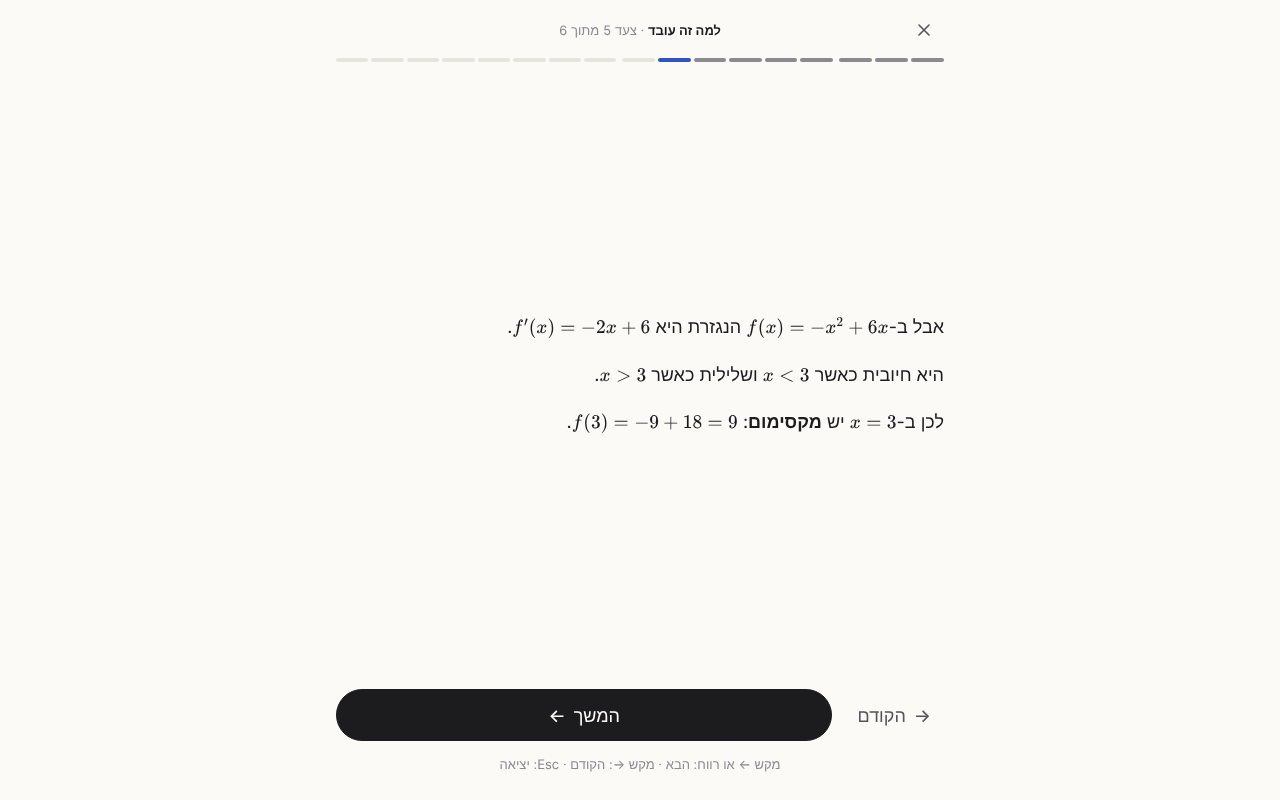 למה זה עובד · צעד 5 מתוך 6
אבל ב-f(x) = −x² + 6x הנגזרת היא f′(x) = −2x + 6.
היא חיובית כאשר x < 3 ושלילית כאשר x > 3.
לכן ב-x = 3 יש מקסימום: f(3) = −9 + 18 = 9.
→ הקודם
המשך ←
מקש ← או רווח: הבא · מקש →: הקודם · Esc: יציאה